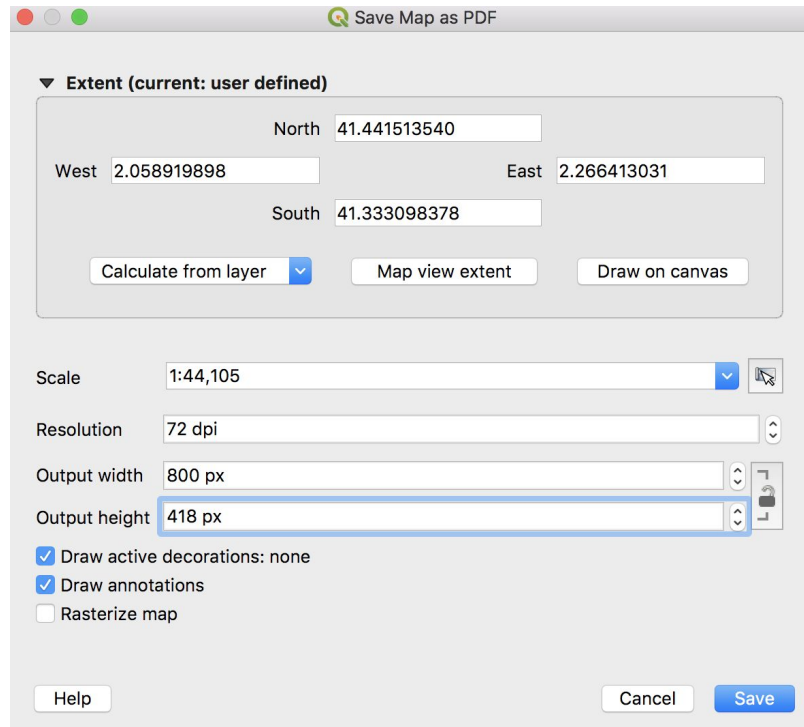 Save Map as PDF
Extent (current: user defined)
North 41.441513540
West 2.058919898 East 2.266413031
South 41.333098378
Calculate from layer Map view extent Draw on canvas
Scale 1:44,105
Resolution 72 dpi
Output width 800 px
Output height 418 px
Draw active decorations: none
Draw annotations
Rasterize map
Help Cancel Save